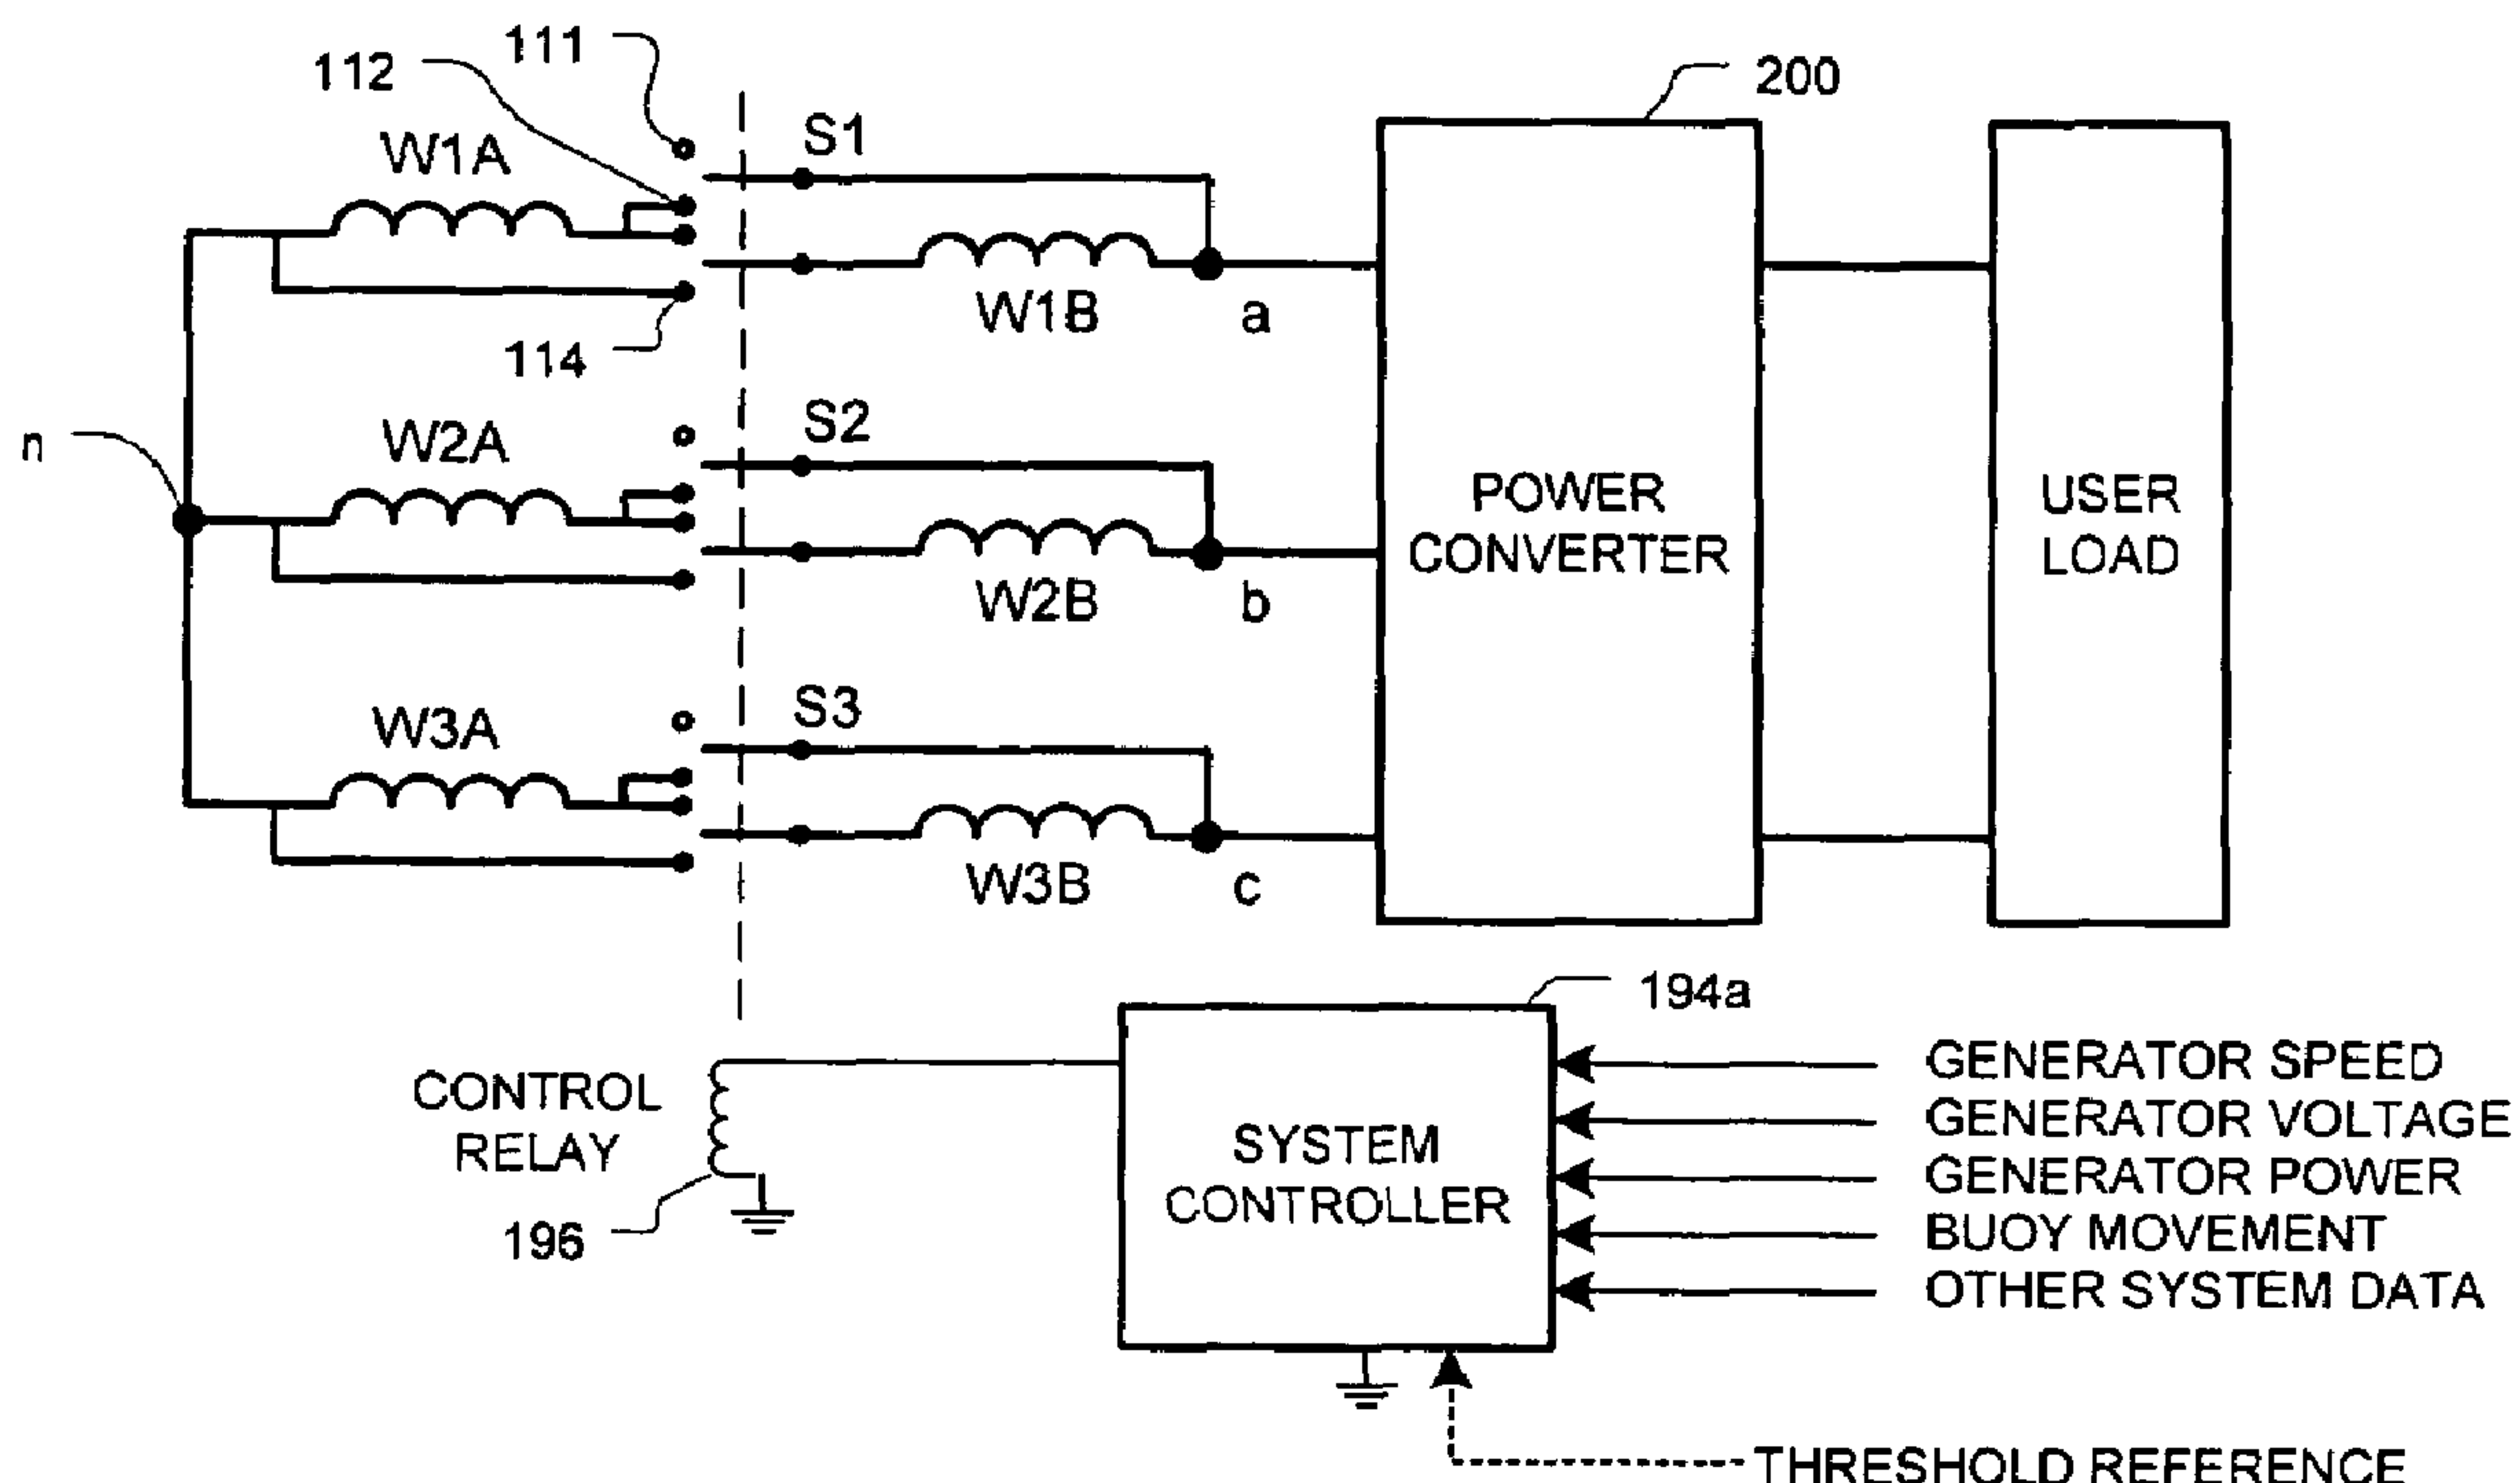 111
112
200
S1
W1A
W1B
a
114
S2
W2A
n
POWER
CONVERTER
USER
LOAD
W2B
b
S3
W3A
W3B
c
194a
CONTROL
RELAY
196
SYSTEM
CONTROLLER
GENERATOR SPEED
GENERATOR VOLTAGE
GENERATOR POWER
BUOY MOVEMENT
OTHER SYSTEM DATA
THRESHOLD REFERENCE